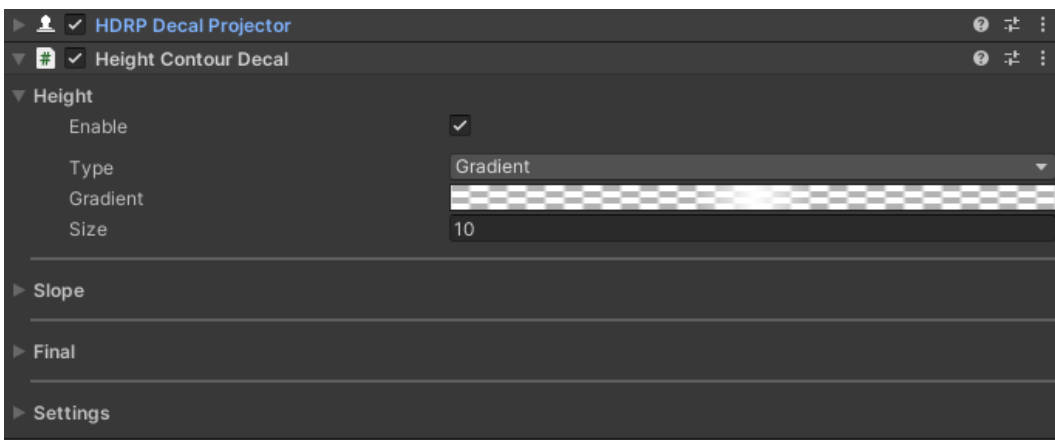 HDRP Decal Projector
# Height Contour Decal
Height
Enable
Type Gradient
Gradient
Size 10
Slope
Final
Settings